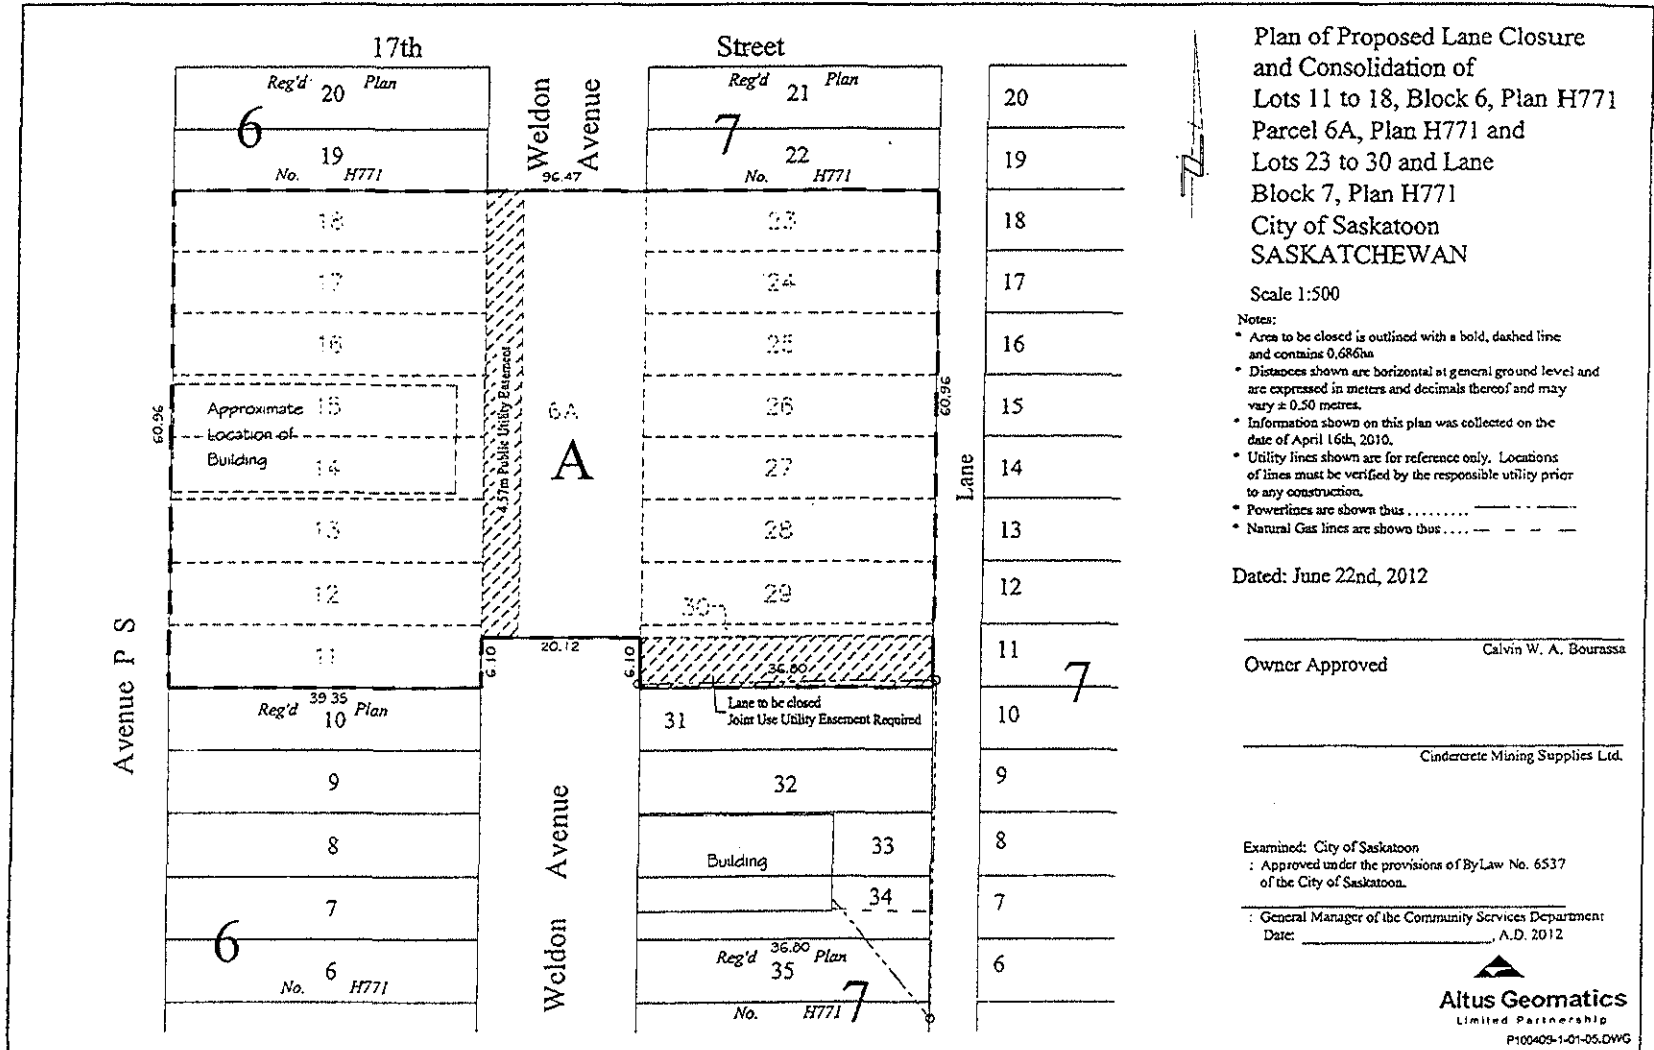 17th Street
Reg'd 20 Plan
6
19
No. H771
Weldon Avenue
96.47
Reg'd 21 Plan
7
22
No. H771
18
17
16
15
14
13
12
11
Approximate
Location of
Building
60.96
4.57m Public Utility Easement
6A
A
23
24
25
26
27
28
29
30
60.96
Lane
20
19
18
17
16
15
14
13
12
11
10
9
8
7
6
7
Avenue P S
39.35
6.10
20.12
6.10
36.80
Lane to be closed
Joint Use Utility Easement Required
Reg'd 10 Plan
9
8
7
6
6
No. H771
Weldon Avenue
31
32
33
Building
34
36.80
Reg'd 35 Plan
No. H771
7
Plan of Proposed Lane Closure
and Consolidation of
Lots 11 to 18, Block 6, Plan H771
Parcel 6A, Plan H771 and
Lots 23 to 30 and Lane
Block 7, Plan H771
City of Saskatoon
SASKATCHEWAN
Scale 1:500
Notes:
* Area to be closed is outlined with a bold, dashed line
and contains 0.686ha
* Distances shown are horizontal at general ground level and
are expressed in meters and decimals thereof and may
vary ± 0.50 metres.
* Information shown on this plan was collected on the
date of April 16th, 2010.
* Utility lines shown are for reference only. Locations
of lines must be verified by the responsible utility prior
to any construction.
* Powerlines are shown thus .........
* Natural Gas lines are shown thus ....
Dated: June 22nd, 2012
Calvin W. A. Bourassa
Owner Approved
Cindercrete Mining Supplies Ltd.
Examined: City of Saskatoon
: Approved under the provisions of ByLaw No. 6537
of the City of Saskatoon.
: General Manager of the Community Services Department
Date: ____________, A.D. 2012
Altus Geomatics
Limited Partnership
P100409-1-01-05.DWG